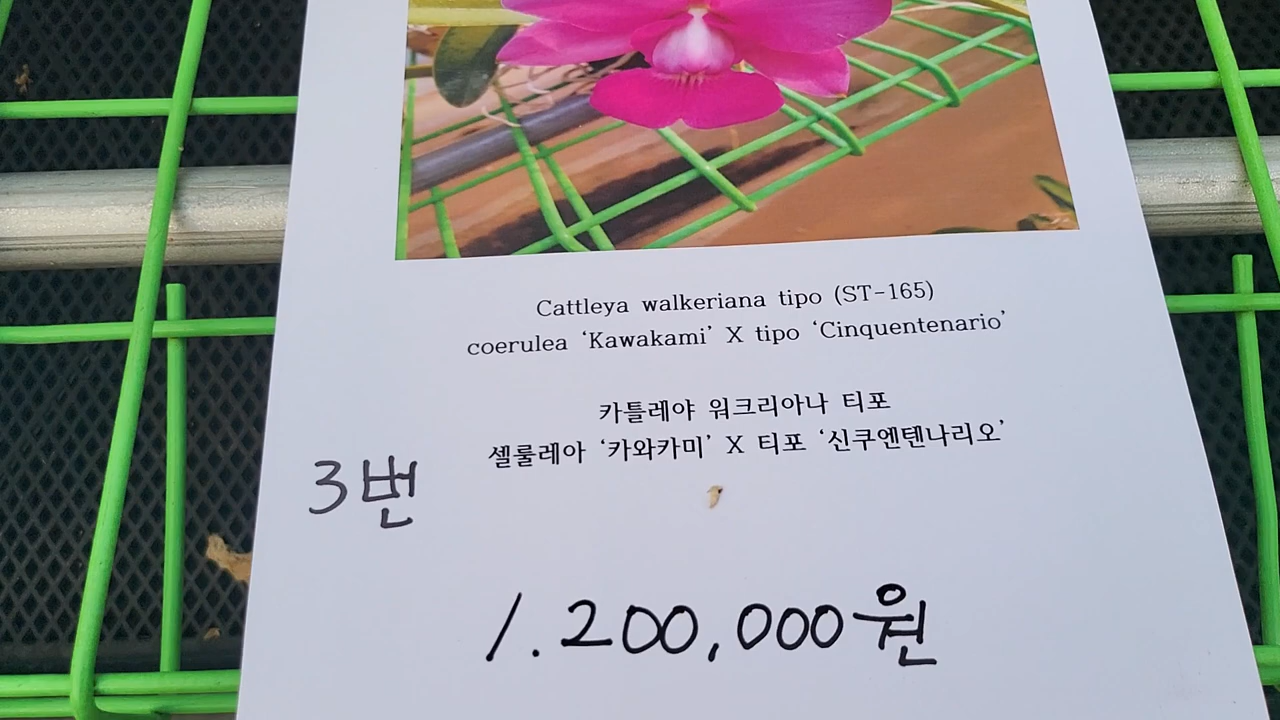 Cattleya walkeriana tipo (ST-165)
coerulea ‘Kawakami’ X tipo ‘Cinquentenario’
카틀레야 워크리아나 티포
셀룰레아 ‘카와카미’ X 티포 ‘신쿠엔텐나리오’
3번
1.200,000원